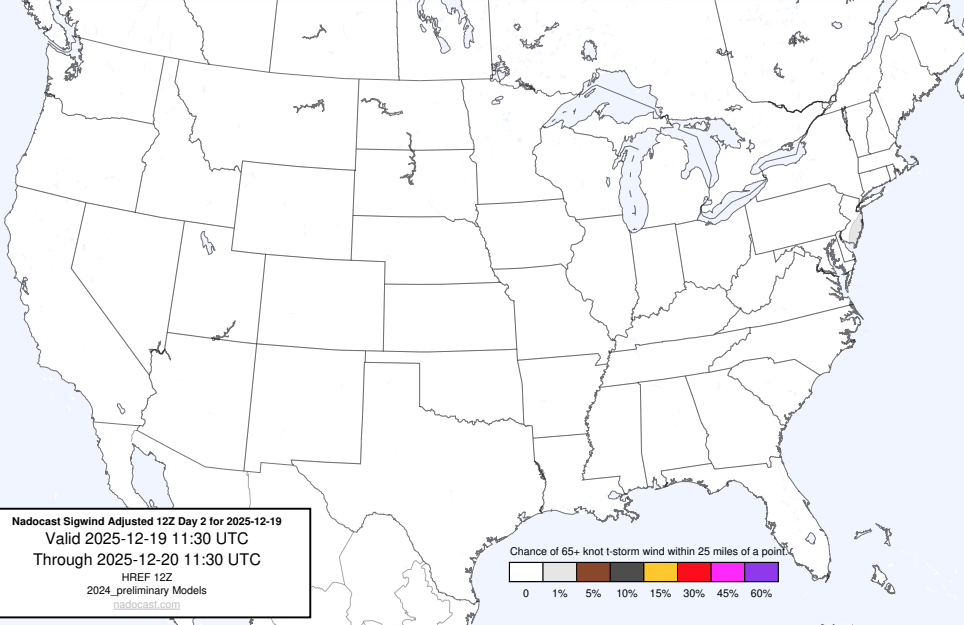 Nadocast Sigwind Adjusted 12Z Day 2 for 2025-12-19
Valid 2025-12-19 11:30 UTC
Through 2025-12-20 11:30 UTC
HREF 12Z
2024_preliminary Models
nadocast.com
Chance of 65+ knot t-storm wind within 25 miles of a point.
0 1% 5% 10% 15% 30% 45% 60%